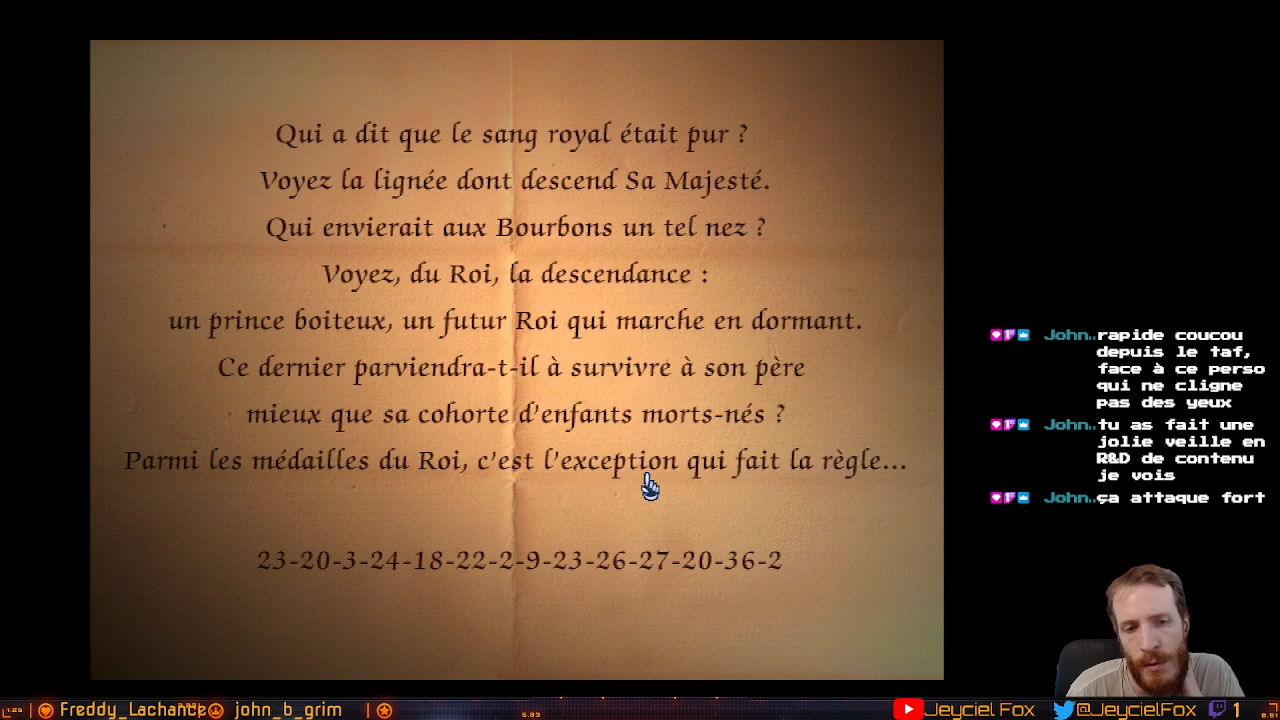 Qui a dit que le sang royal était pur ?
Voyez la lignée dont descend Sa Majesté.
Qui envierait aux Bourbons un tel nez ?
Voyez, du Roi, la descendance :
un prince boiteux, un futur Roi qui marche en dormant.
Ce dernier parviendra-t-il à survivre à son père
mieux que sa cohorte d'enfants morts-nés ?
Parmi les médailles du Roi, c'est l'exception qui fait la règle...
23-20-3-24-18-22-2-9-23-26-27-20-36-2
John..rapide coucou
depuis le taf,
face à ce perso
qui ne cligne
pas des yeux
John..tu as fait une
jolie veille en
R&D de contenu
je vois
John..ça attaque fort
Freddy_Lachance john_b_grim
Jeyciel Fox @JeycielFox 1